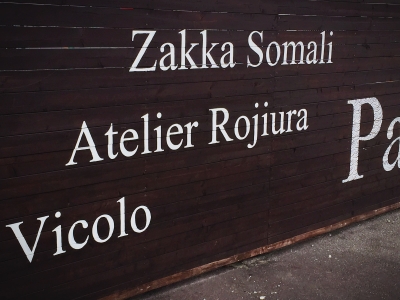 Zakka Somali
Atelier Rojiura
Vicolo
Pa